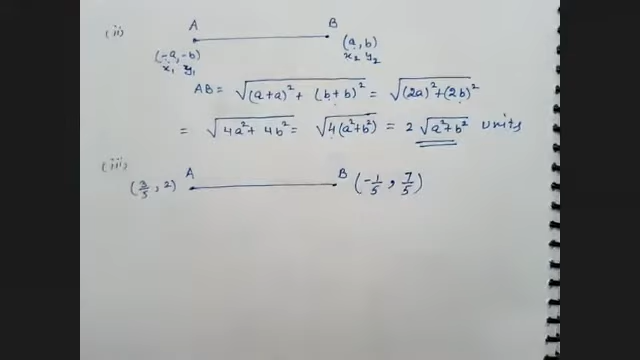 (ii) A B
(-a, -b) (a, b)
x₁ y₁ x₂ y₂
AB = √((a+a)² + (b+b)²) = √((2a)² + (2b)²)
= √(4a² + 4b²) = √(4(a²+b²)) = 2 √(a²+b²) units
(iii) A B
(3/5, 2) (-1/5, 7/5)